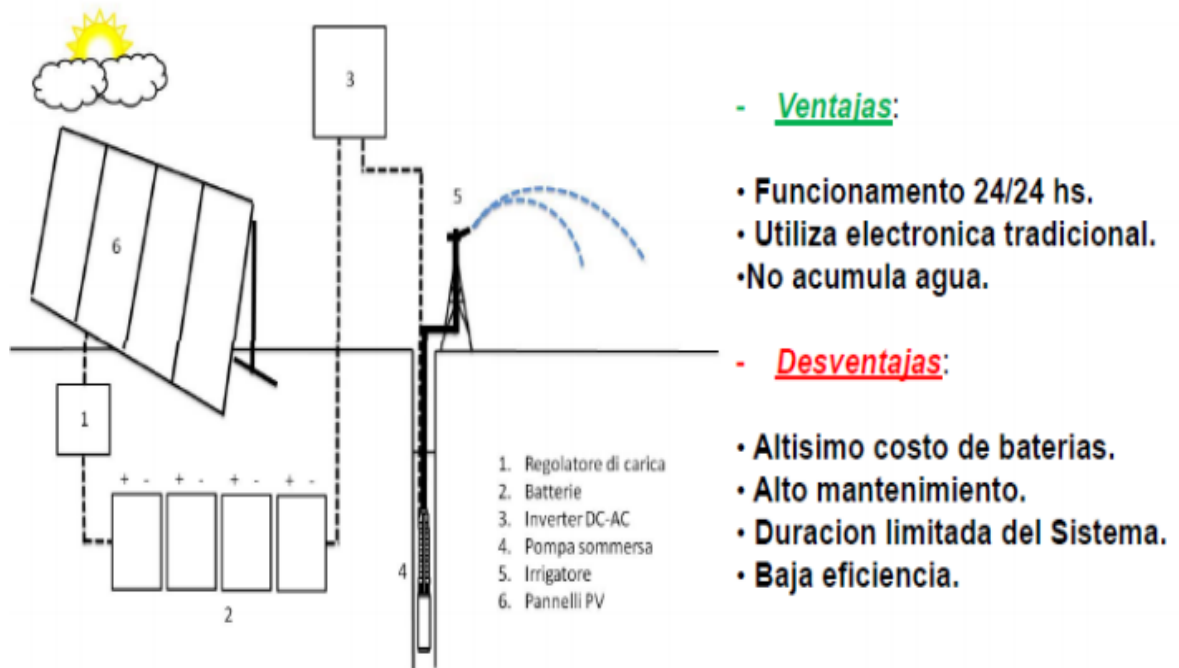 3
5
6
1
+ - + - + - + -
2
4
1. Regolatore di carica
2. Batterie
3. Inverter DC-AC
4. Pompa sommersa
5. Irrigatore
6. Pannelli PV
- Ventajas:
• Funcionamento 24/24 hs.
• Utiliza electronica tradicional.
•No acumula agua.
- Desventajas:
• Altisimo costo de baterias.
• Alto mantenimiento.
• Duracion limitada del Sistema.
• Baja eficiencia.